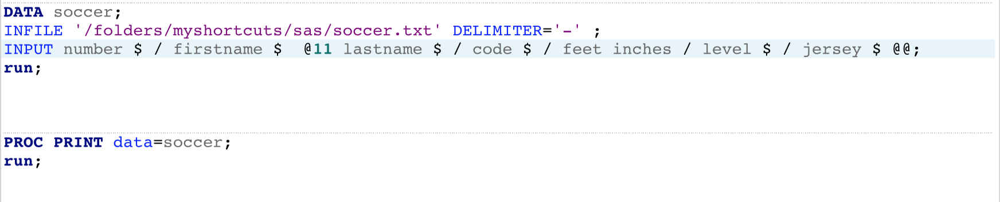 DATA soccer;
INFILE '/folders/myshortcuts/sas/soccer.txt' DELIMITER='-' ;
INPUT number $ / firstname $  @11 lastname $ / code $ / feet inches / level $ / jersey $ @@;
run;
PROC PRINT data=soccer;
run;